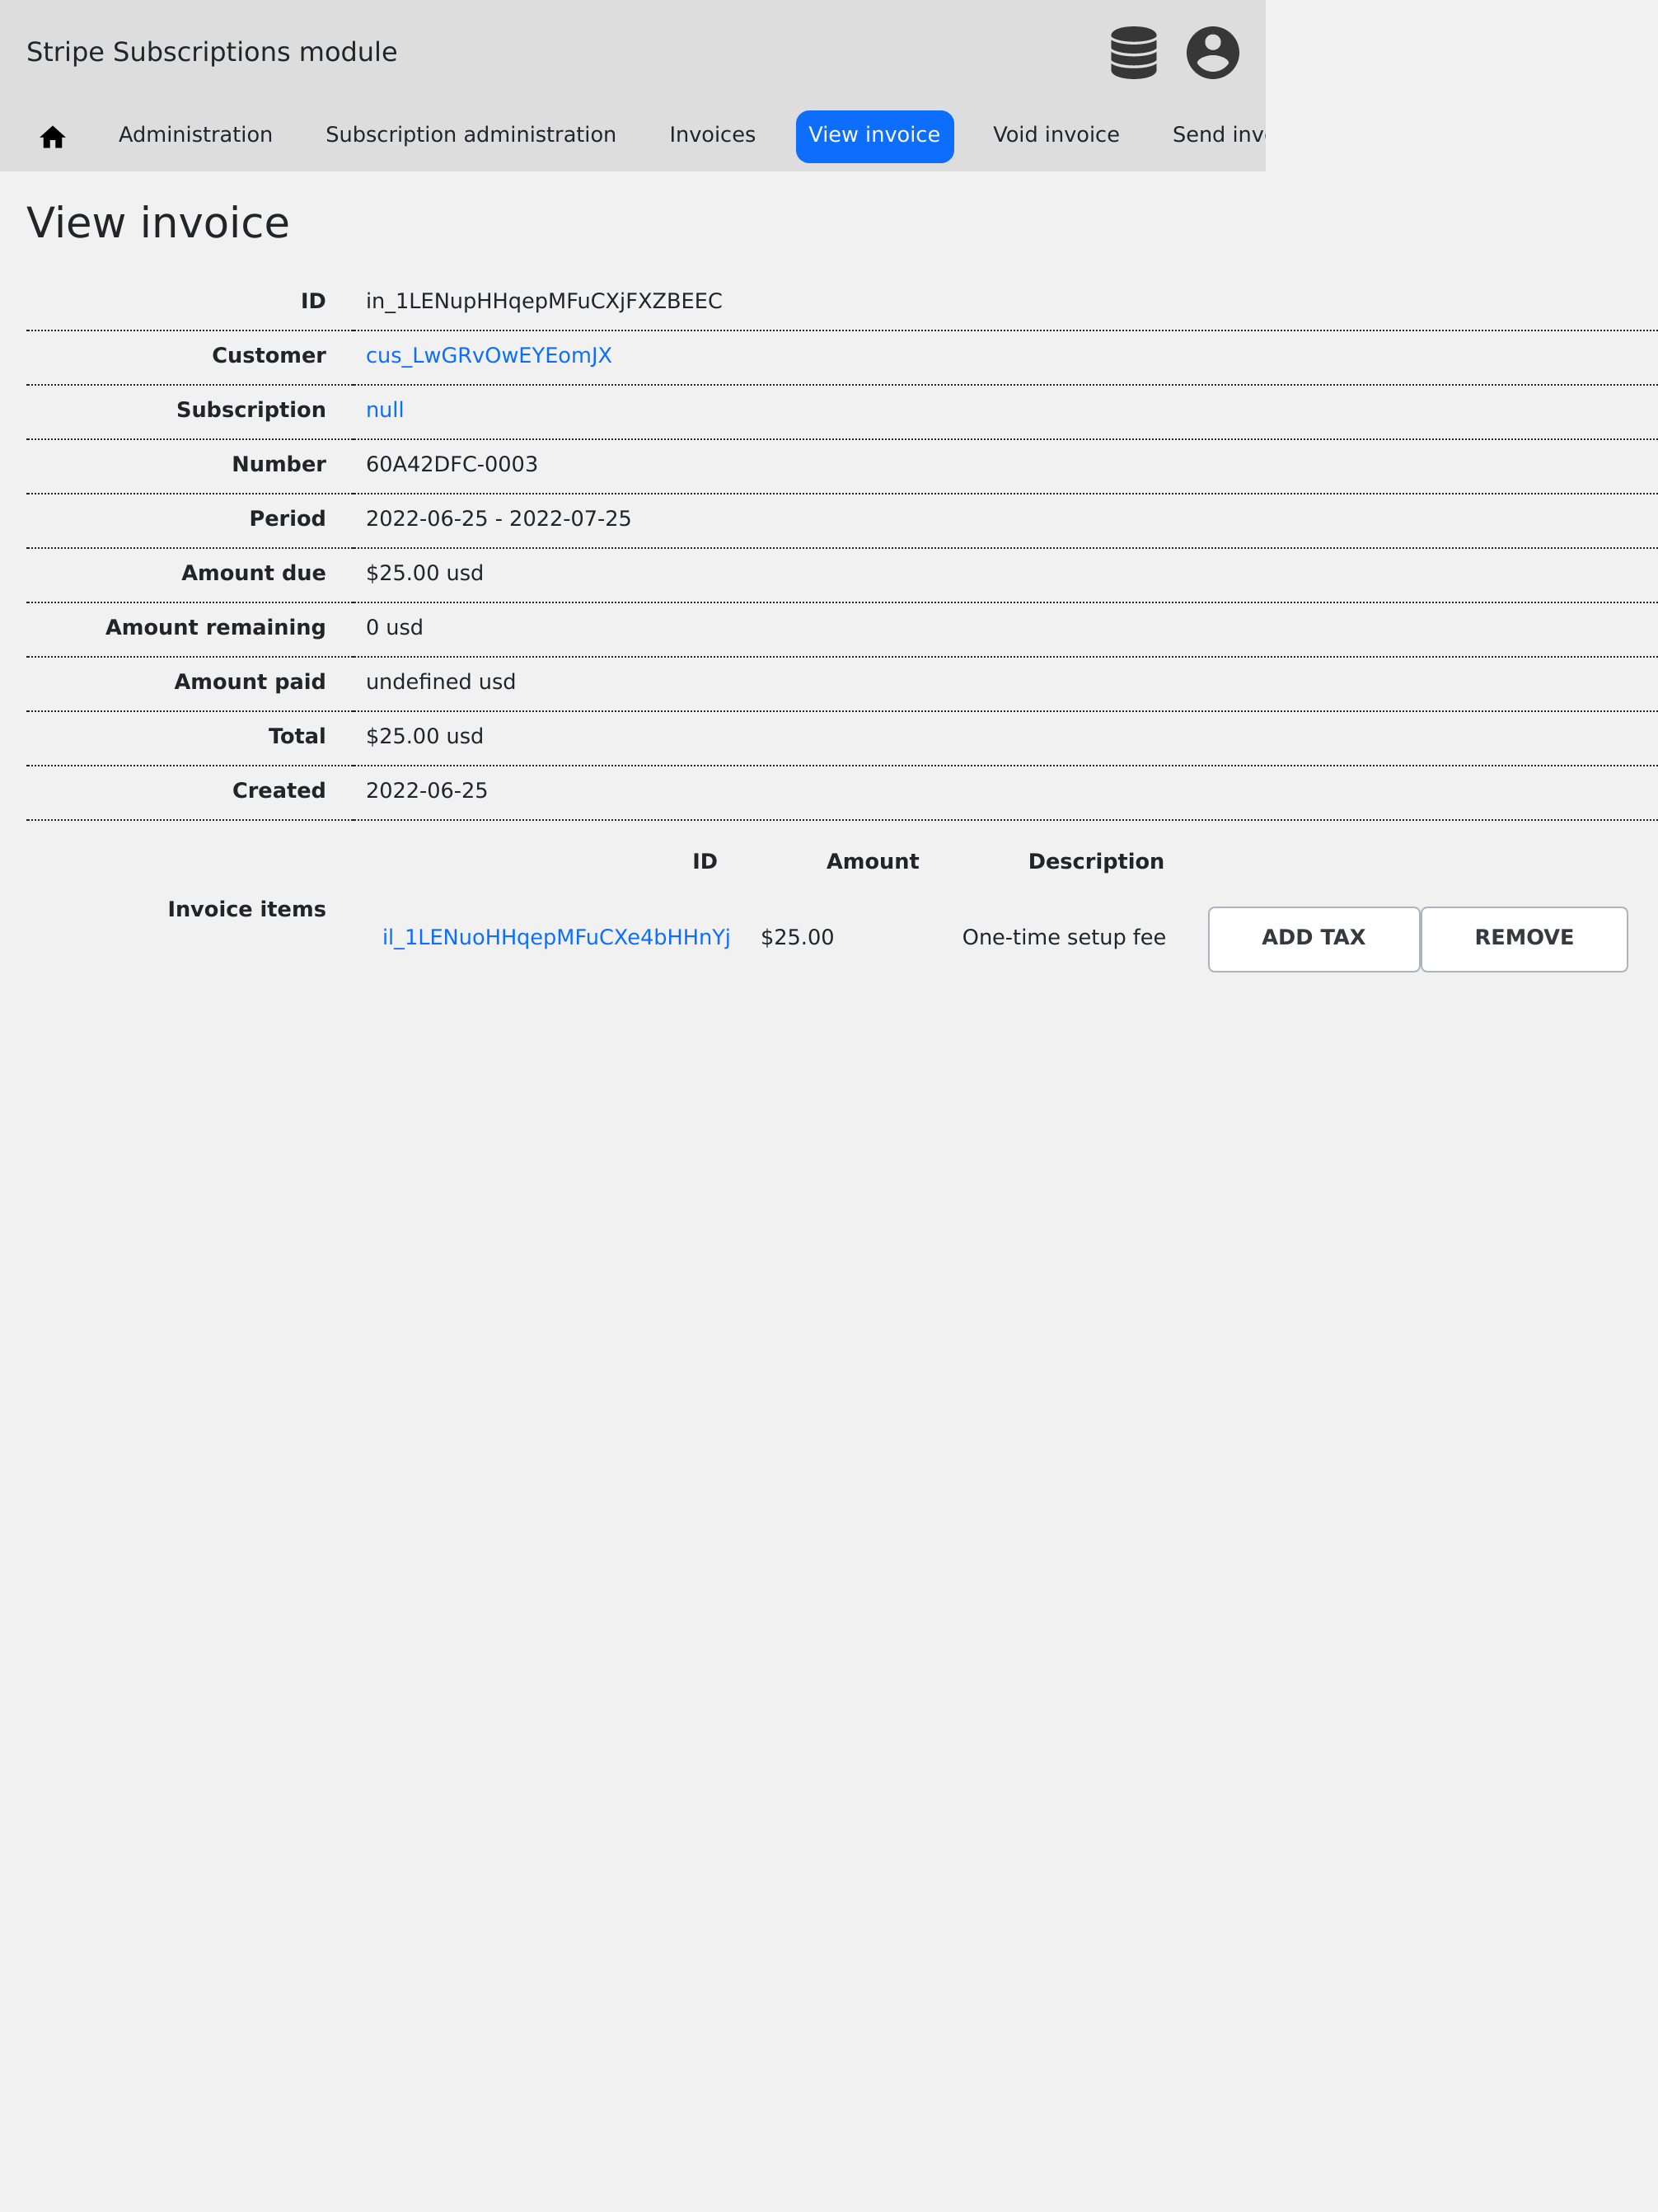 Stripe Subscriptions module
Administration Subscription administration Invoices View invoice Void invoice Send inv
View invoice
ID in_1LENupHHqepMFuCXjFXZBEEC
Customer cus_LwGRvOwEYEomJX
Subscription null
Number 60A42DFC-0003
Period 2022-06-25 - 2022-07-25
Amount due $25.00 usd
Amount remaining 0 usd
Amount paid undefined usd
Total $25.00 usd
Created 2022-06-25
ID Amount Description
Invoice items
il_1LENuoHHqepMFuCXe4bHHnYj $25.00 One-time setup fee ADD TAX REMOVE